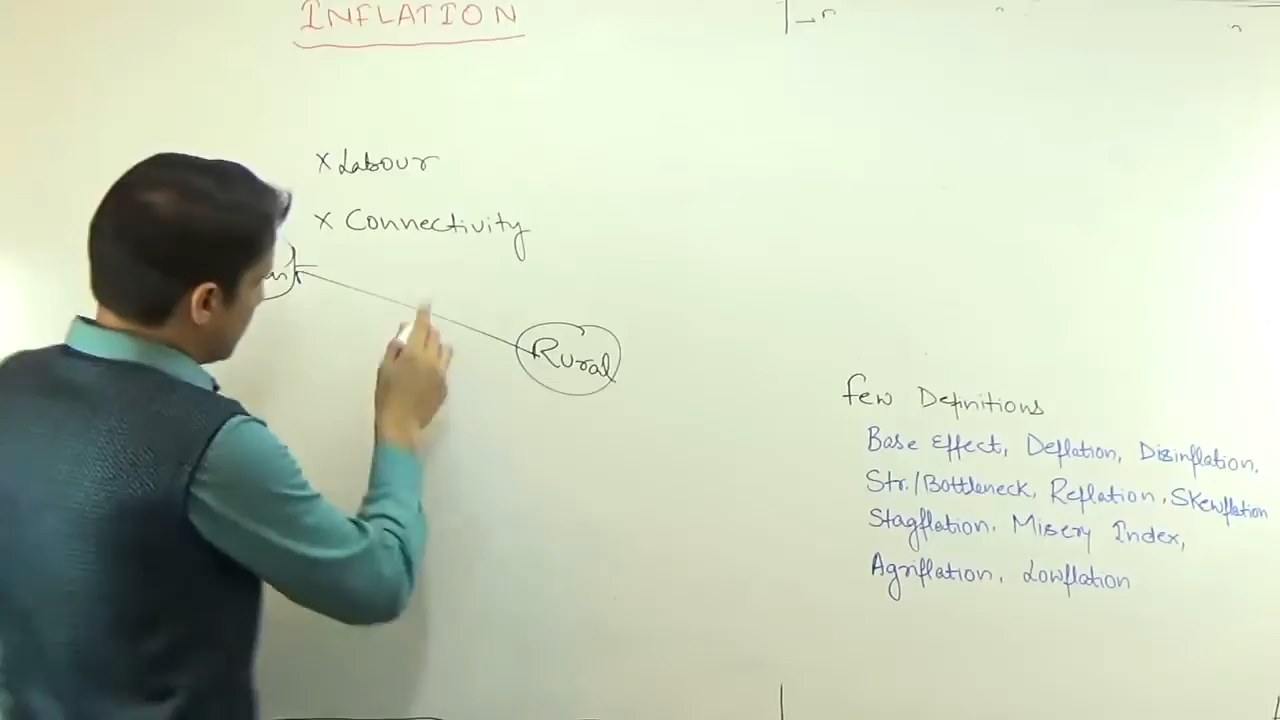 INFLATION
X Labour
X Connectivity
Rural
few Definitions
Base Effect, Deflation, Disinflation,
Str./Bottleneck, Reflation, Skewflation
Stagflation, Misery Index,
Agriflation, Lowflation